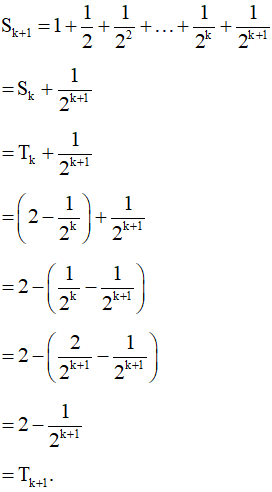 S_{k+1} = 1 + \frac{1}{2} + \frac{1}{2^2} + … + \frac{1}{2^k} + \frac{1}{2^{k+1}}
= S_k + \frac{1}{2^{k+1}}
= T_k + \frac{1}{2^{k+1}}
= \left( 2 - \frac{1}{2^k} \right) + \frac{1}{2^{k+1}}
= 2 - \left( \frac{1}{2^k} - \frac{1}{2^{k+1}} \right)
= 2 - \left( \frac{2}{2^{k+1}} - \frac{1}{2^{k+1}} \right)
= 2 - \frac{1}{2^{k+1}}
= T_{k+1}.